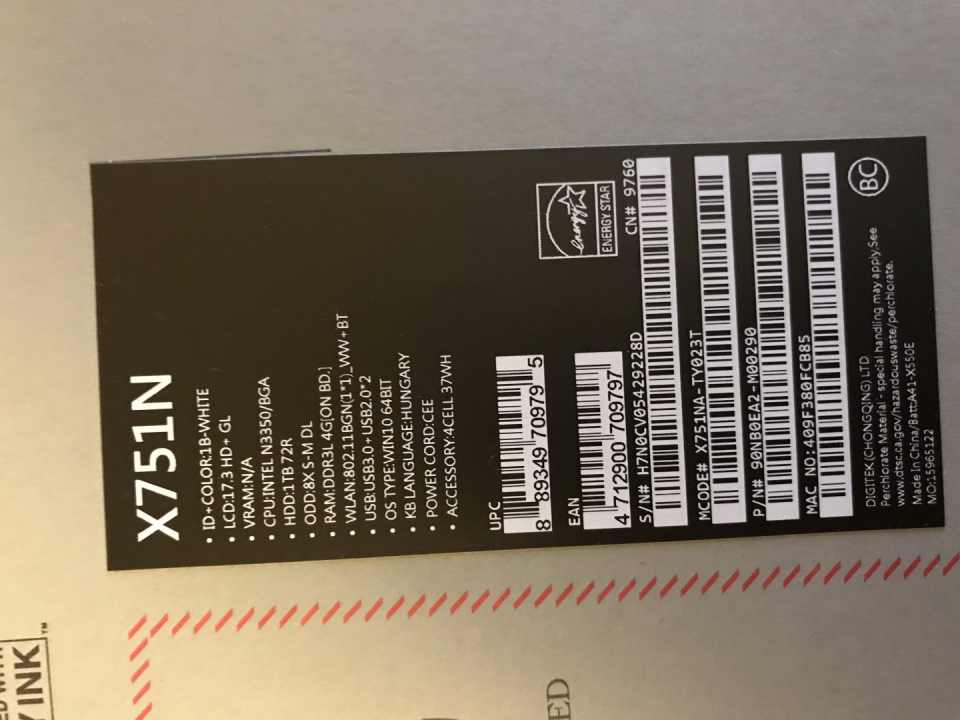 X751N
• ID+COLOR:1B-WHITE
• LCD:17.3 HD+ GL
• VRAM:N/A
• CPU:INTEL N3350/BGA
• HDD:1TB 72R
• ODD:8X S-M DL
• RAM:DDR3L 4G[ON BD.]
• WLAN:802.11BGN(1*1)_WW+BT
• USB:USB3.0+USB2.0*2
• OS TYPE:WIN10 64BIT
• KB LANGUAGE:HUNGARY
• POWER CORD:CEE
• ACCESSORY:4CELL 37WH
UPC
8 89349 70979 5
EAN
4 712900 709797
energy
ENERGY STAR
CN# 9760
S/N# H7N0CV05429228D
MCODE# X751NA-TY023T
P/N# 90NB0EA2-M00290
MAC NO:409F380FCB85
DIGITEK (CHONGQING) LTD.
Perchlorate Material - special handling may apply.See
www.dtsc.ca.gov/hazardouswaste/perchlorate.
Made In China/Batt:A41-X550E
MO:15965122
BC
INK
™